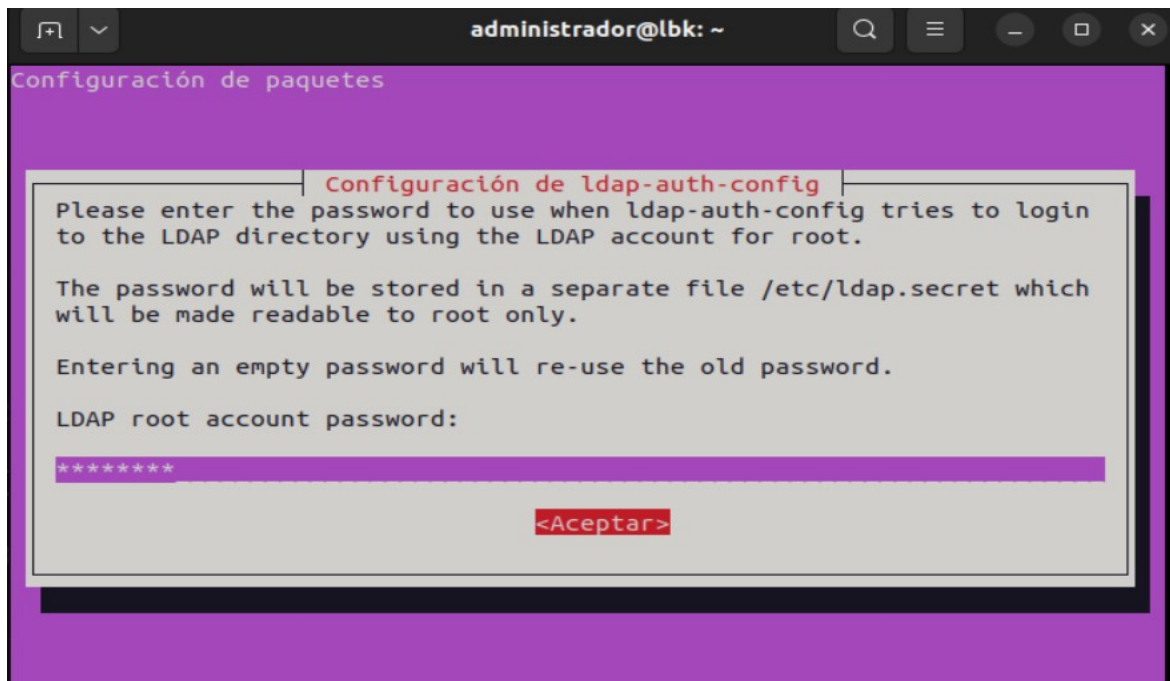 administrador@lbk: ~
Configuración de paquetes
Configuración de ldap-auth-config
Please enter the password to use when ldap-auth-config tries to login
to the LDAP directory using the LDAP account for root.
The password will be stored in a separate file /etc/ldap.secret which
will be made readable to root only.
Entering an empty password will re-use the old password.
LDAP root account password:
********
<Aceptar>